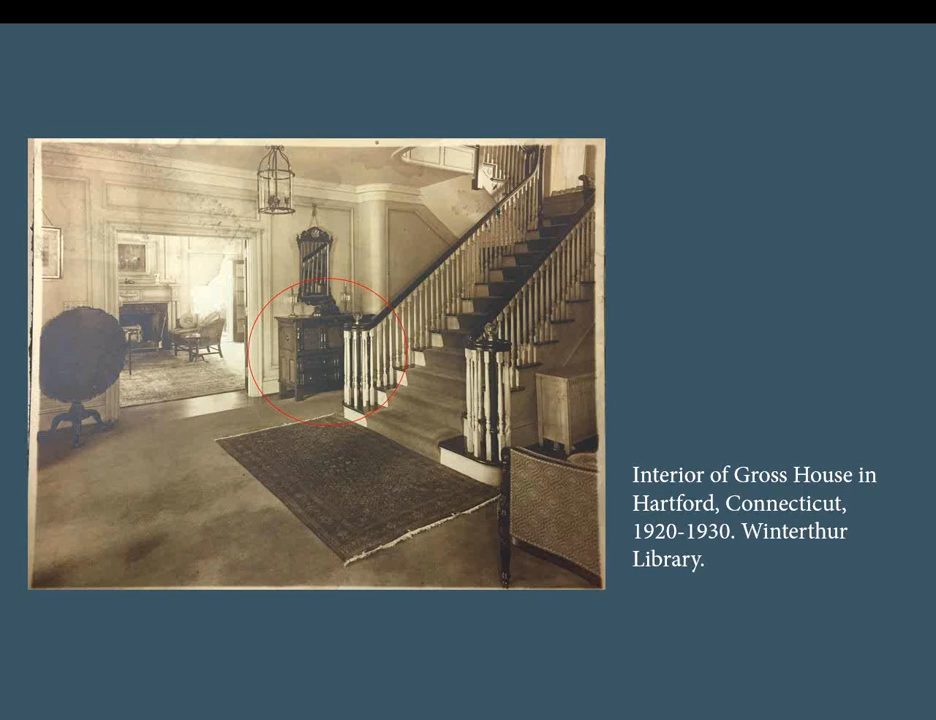 Interior of Gross House in
Hartford, Connecticut,
1920-1930. Winterthur
Library.